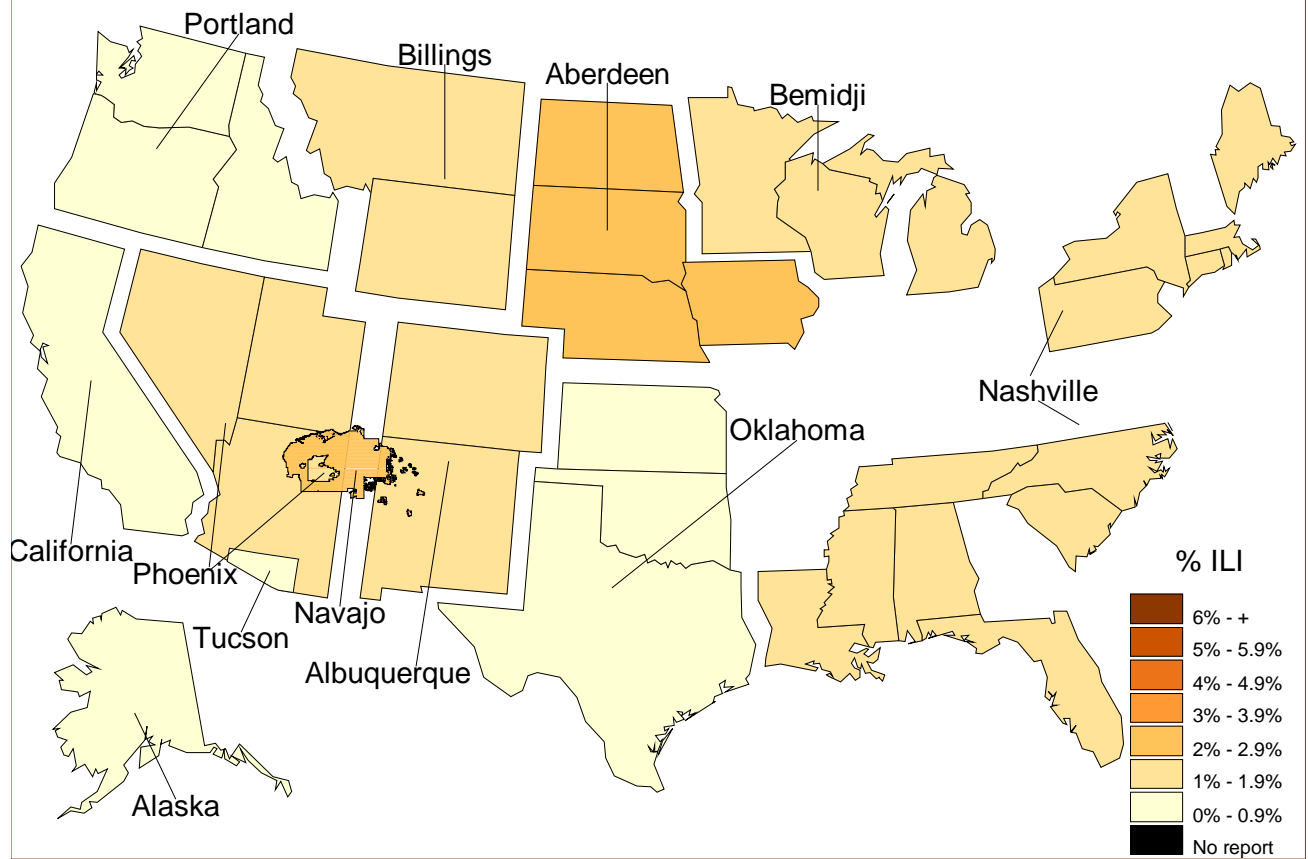 Portland
Billings
Aberdeen
Bemidji
Nashville
Oklahoma
California
Phoenix
Navajo
Tucson
Albuquerque
Alaska
% ILI
6% - +
5% - 5.9%
4% - 4.9%
3% - 3.9%
2% - 2.9%
1% - 1.9%
0% - 0.9%
No report